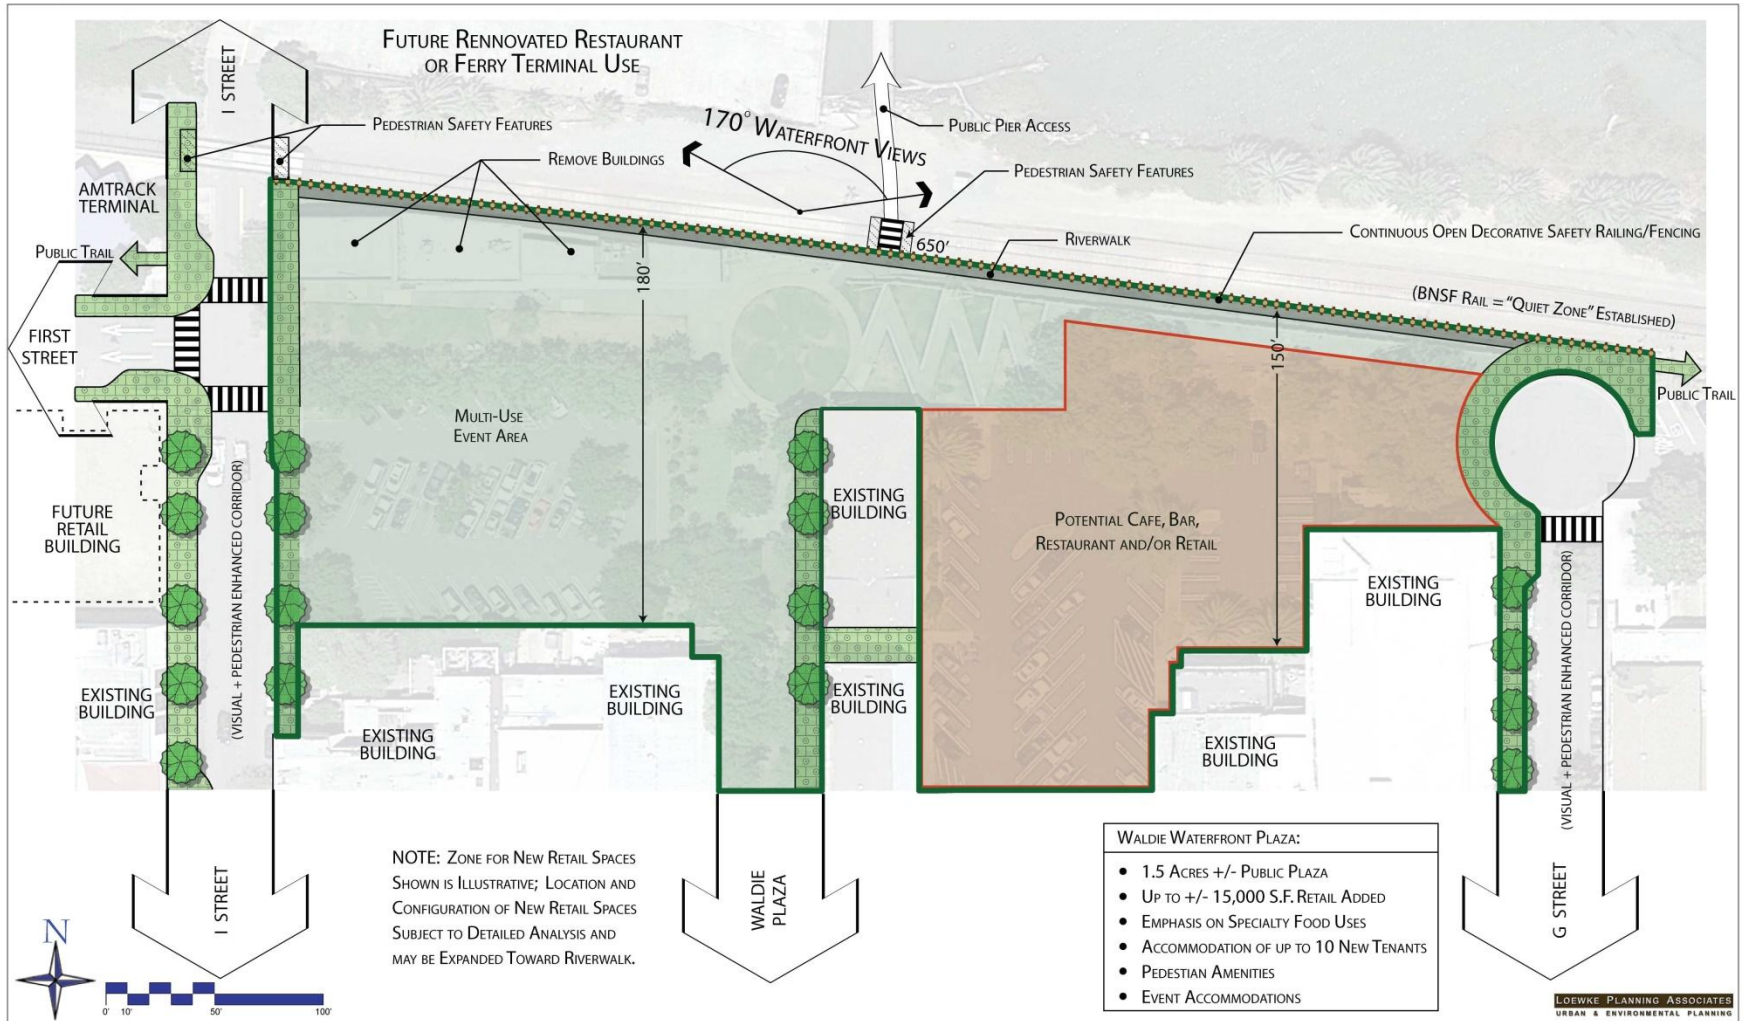 Future Rennovated Restaurant
or Ferry Terminal Use
I Street
Pedestrian Safety Features
Remove Buildings
170° Waterfront Views
Public Pier Access
Pedestrian Safety Features
Amtrack
Terminal
Public Trail
650'
Riverwalk
Continuous Open Decorative Safety Railing/Fencing
(BNSF Rail = "Quiet Zone" Established)
180'
150'
First
Street
Public Trail
Multi-Use
Event Area
(Visual + Pedestrian Enhanced Corridor)
Future
Retail
Building
Existing
Building
Potential Cafe, Bar,
Restaurant and/or Retail
Existing
Building
(Visual + Pedestrian Enhanced Corridor)
Existing
Building
Existing
Building
Existing
Building
Existing
Building
Existing
Building
I Street
NOTE: Zone for New Retail Spaces
Shown is Illustrative; Location and
Configuration of New Retail Spaces
Subject to Detailed Analysis and
may be Expanded Toward Riverwalk.
Waldie
Plaza
Waldie Waterfront Plaza:
• 1.5 Acres +/- Public Plaza
• Up to +/- 15,000 S.F. Retail Added
• Emphasis on Specialty Food Uses
• Accommodation of up to 10 New Tenants
• Pedestian Amenities
• Event Accommodations
G Street
N
0' 10' 50' 100'
Loewke Planning Associates
Urban & Environmental Planning